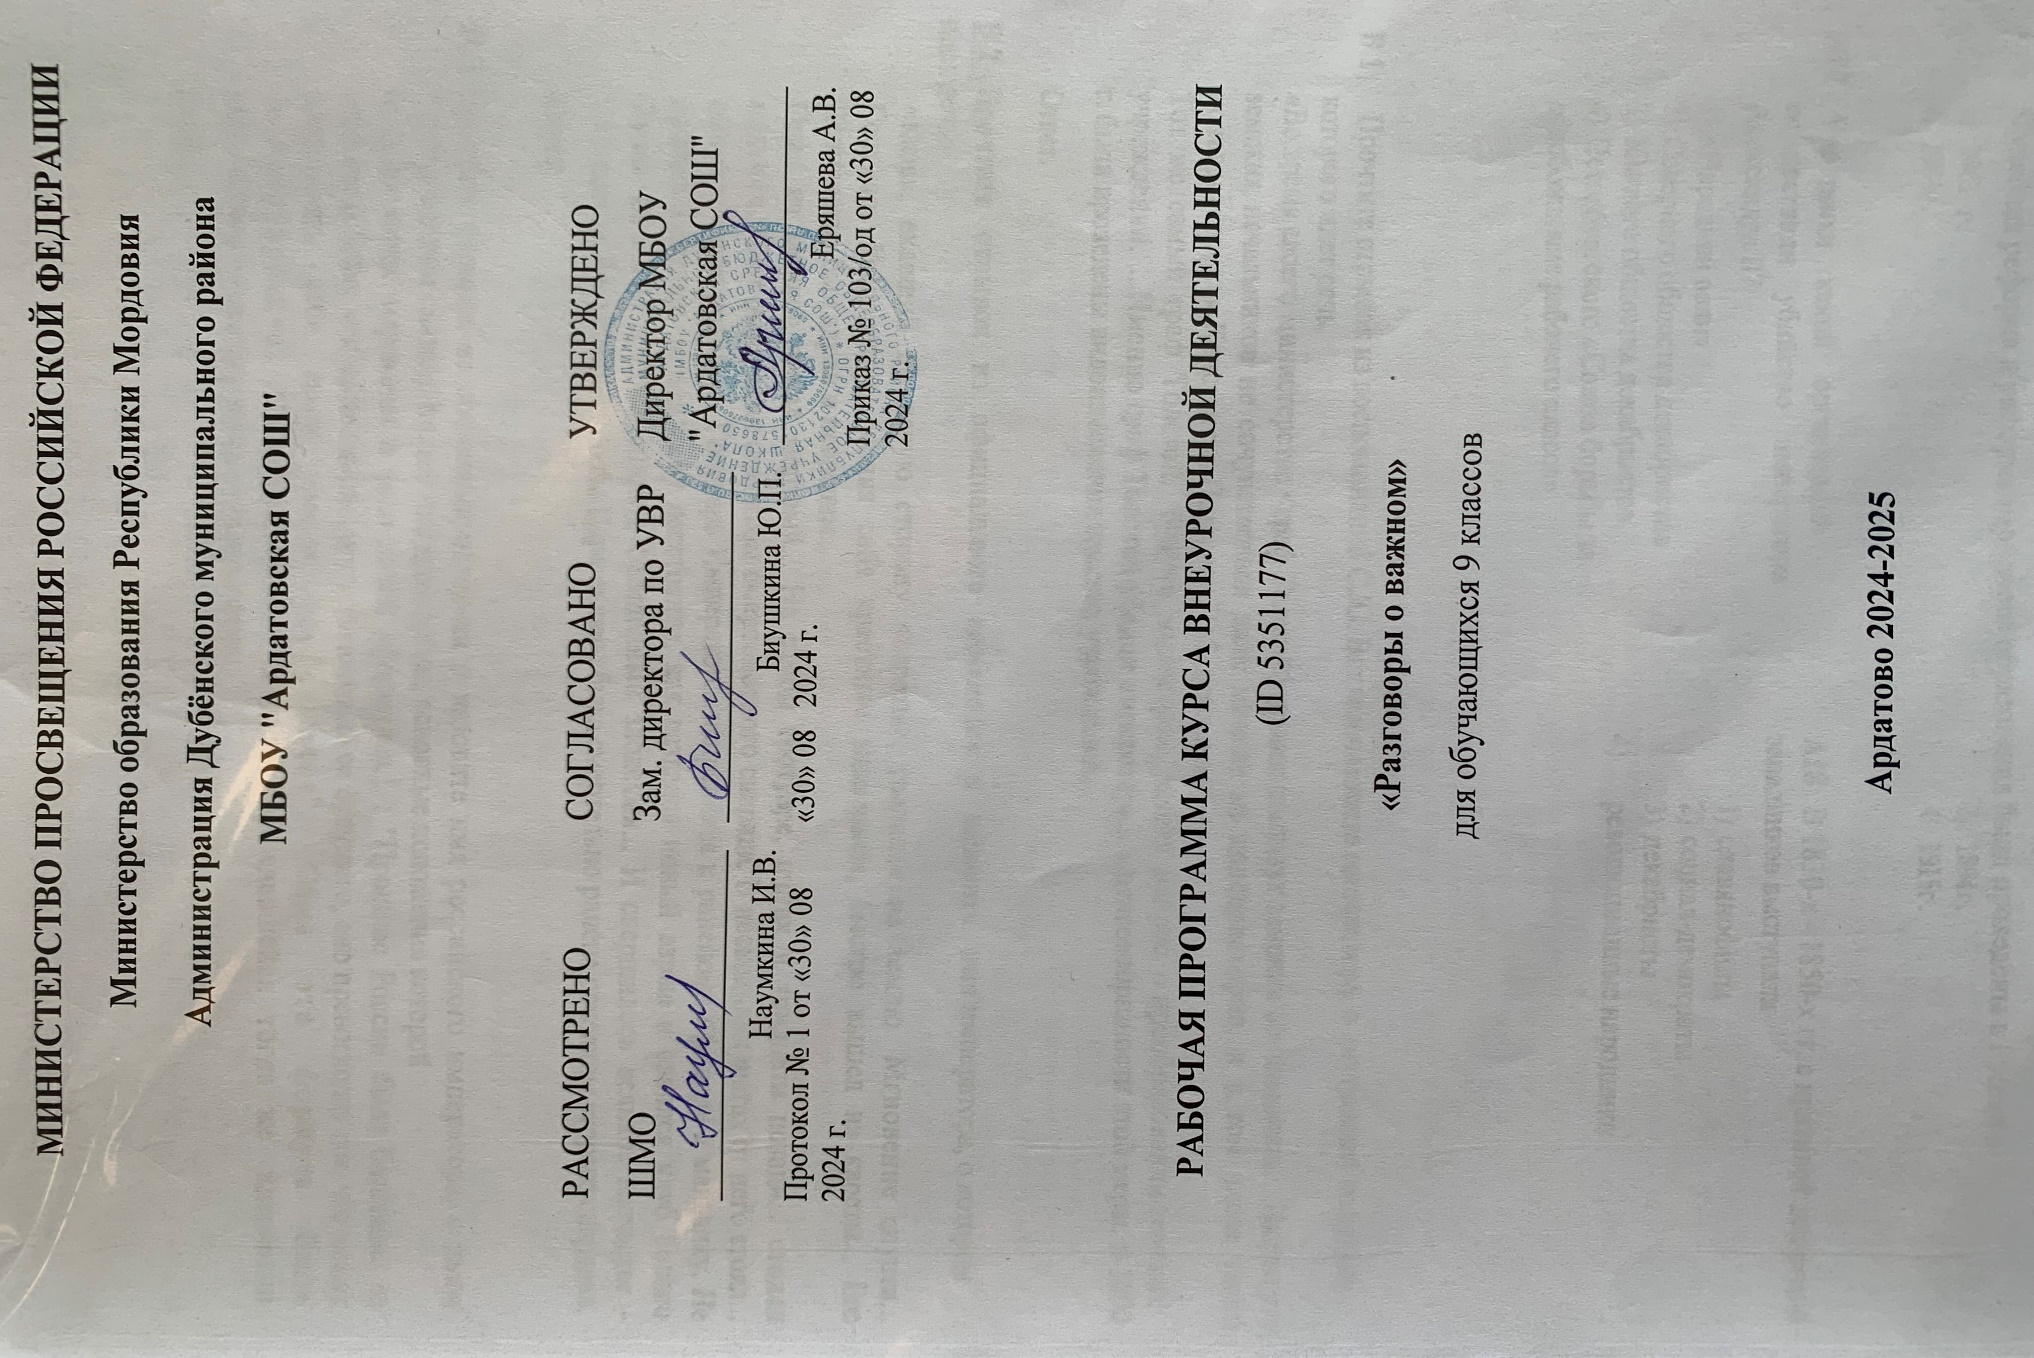 МИНИСТЕРСТВО ПРОСВЕЩЕНИЯ РОССИЙСКОЙ ФЕДЕРАЦИИ
Министерство образования Республики Мордовия
Администрация Дубёнского муниципального района
МБОУ "Ардатовская СОШ"
РАССМОТРЕНО
ШМО
Наумкина И.В.
Протокол № 1 от «30» 08
2024 г.
СОГЛАСОВАНО
Зам. директора по УВР
Биушкина Ю.П.
«30» 08 2024 г.
УТВЕРЖДЕНО
Директор МБОУ
"Ардатовская СОШ"
Еряшева А.В.
Приказ № 103/од от «30» 08
2024 г.
РАБОЧАЯ ПРОГРАММА КУРСА ВНЕУРОЧНОЙ ДЕЯТЕЛЬНОСТИ
(ID 5351177)
«Разговоры о важном»
для обучающихся 9 классов
Ардатово 2024-2025